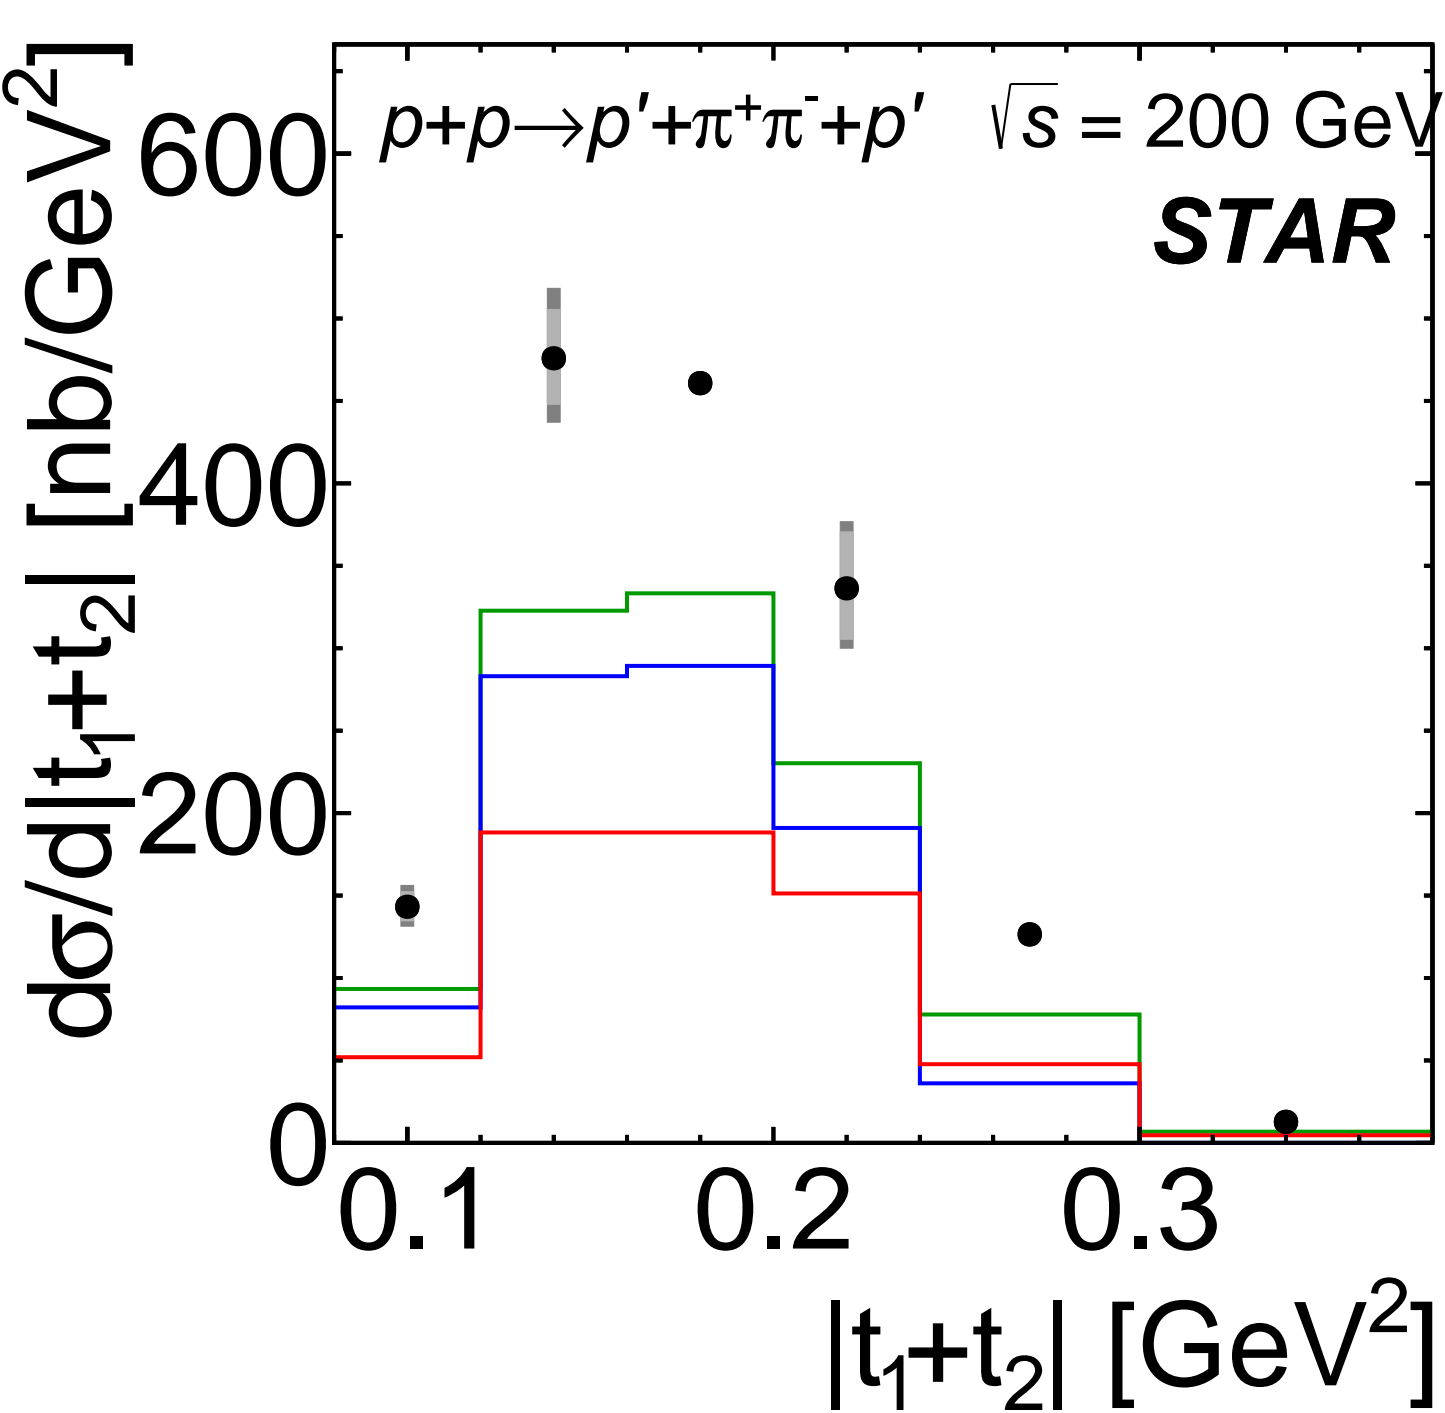 p+p→p′+π⁺π⁻+p′ √s = 200 GeV
STAR
dσ/d|t₁+t₂| [nb/GeV²]
600
400
200
0
0.1 0.2 0.3
|t₁+t₂| [GeV²]